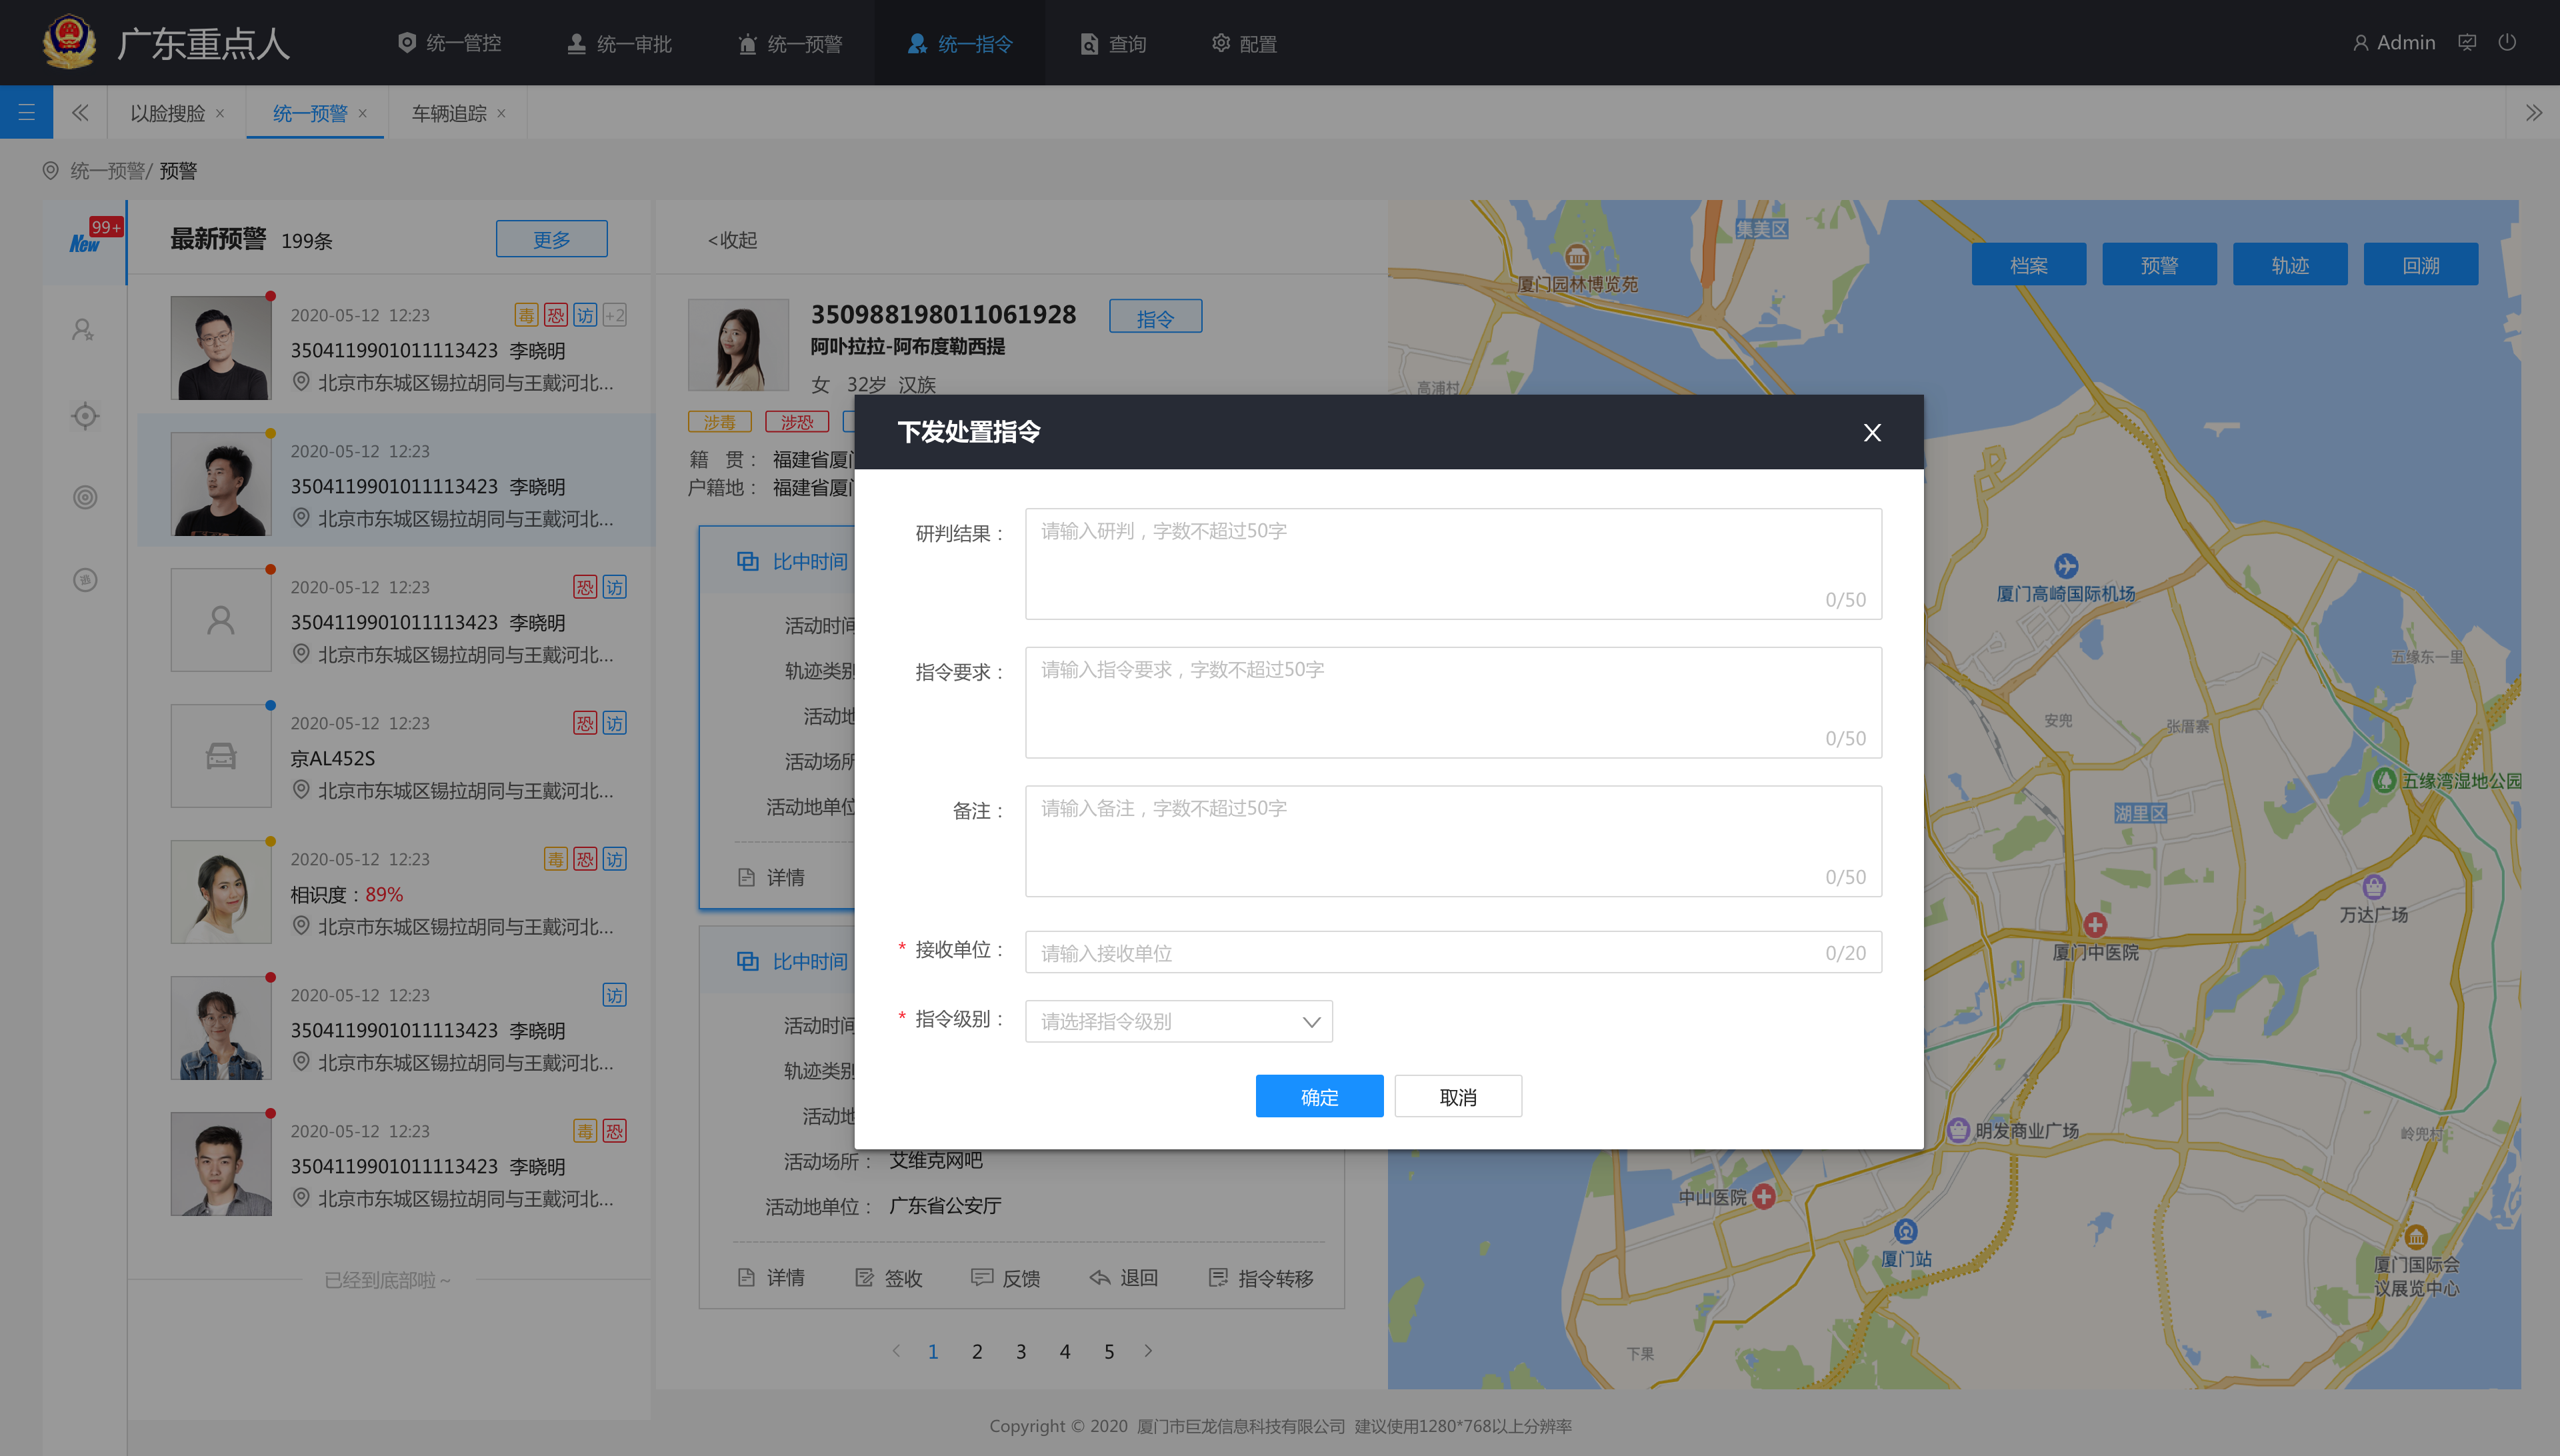 广东重点人
统一管控
统一审批
统一预警
统一指令
查询
配置
Admin
以脸搜脸 ×
统一预警 ×
车辆追踪 ×
统一预警/ 预警
99+
New
最新预警 199条
更多
2020-05-12 12:23
毒 恐 访 +2
3504119901011113423 李晓明
北京市东城区锡拉胡同与王戴河北...
2020-05-12 12:23
3504119901011113423 李晓明
北京市东城区锡拉胡同与王戴河北...
2020-05-12 12:23
恐 访
3504119901011113423 李晓明
北京市东城区锡拉胡同与王戴河北...
2020-05-12 12:23
恐 访
京AL452S
北京市东城区锡拉胡同与王戴河北...
2020-05-12 12:23
毒 恐 访
相识度：89%
北京市东城区锡拉胡同与王戴河北...
2020-05-12 12:23
访
3504119901011113423 李晓明
北京市东城区锡拉胡同与王戴河北...
2020-05-12 12:23
毒 恐
3504119901011113423 李晓明
北京市东城区锡拉胡同与王戴河北...
已经到底部啦～
<收起
350988198011061928
指令
阿卟拉拉-阿布度勒西提
女 32岁 汉族
涉毒
涉恐
籍 贯： 福建省厦门
户籍地： 福建省厦门
比中时间
活动时间
轨迹类别
活动地
活动场所
活动地单位
详情
比中时间
活动时间
轨迹类别
活动地
活动场所： 艾维克网吧
活动地单位： 广东省公安厅
详情
签收
反馈
退回
指令转移
1 2 3 4 5
下发处置指令
研判结果：
请输入研判，字数不超过50字
0/50
指令要求：
请输入指令要求，字数不超过50字
0/50
备注：
请输入备注，字数不超过50字
0/50
* 接收单位：
请输入接收单位
0/20
* 指令级别：
请选择指令级别
确定
取消
档案
预警
轨迹
回溯
集美区
厦门园林博览苑
高浦村
厦门高崎国际机场
五缘东一里
安兜
张厝寨
五缘湾湿地公园
湖里区
万达广场
厦门中医院
明发商业广场
岭兜村
中山医院
厦门站
厦门国际会
议展览中心
下果
Copyright © 2020 厦门市巨龙信息科技有限公司 建议使用1280*768以上分辨率